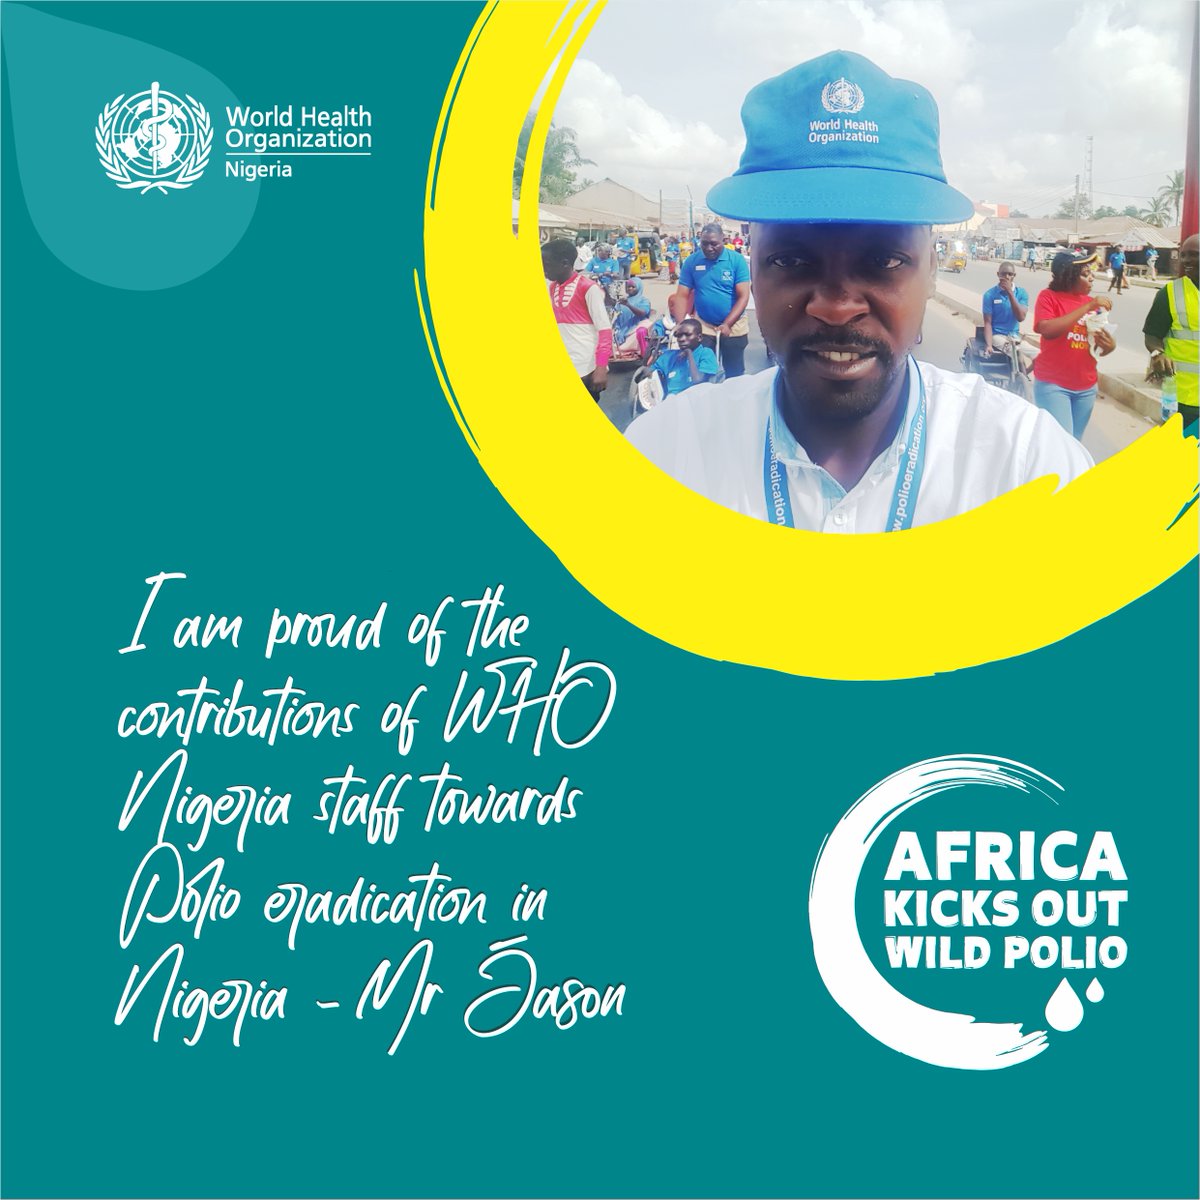 World Health
Organization
Nigeria
World Health
Organization
I am proud of the
contributions of WHO
Nigeria staff towards
Polio eradication in
Nigeria - Mr Jason
AFRICA
KICKS OUT
WILD POLIO